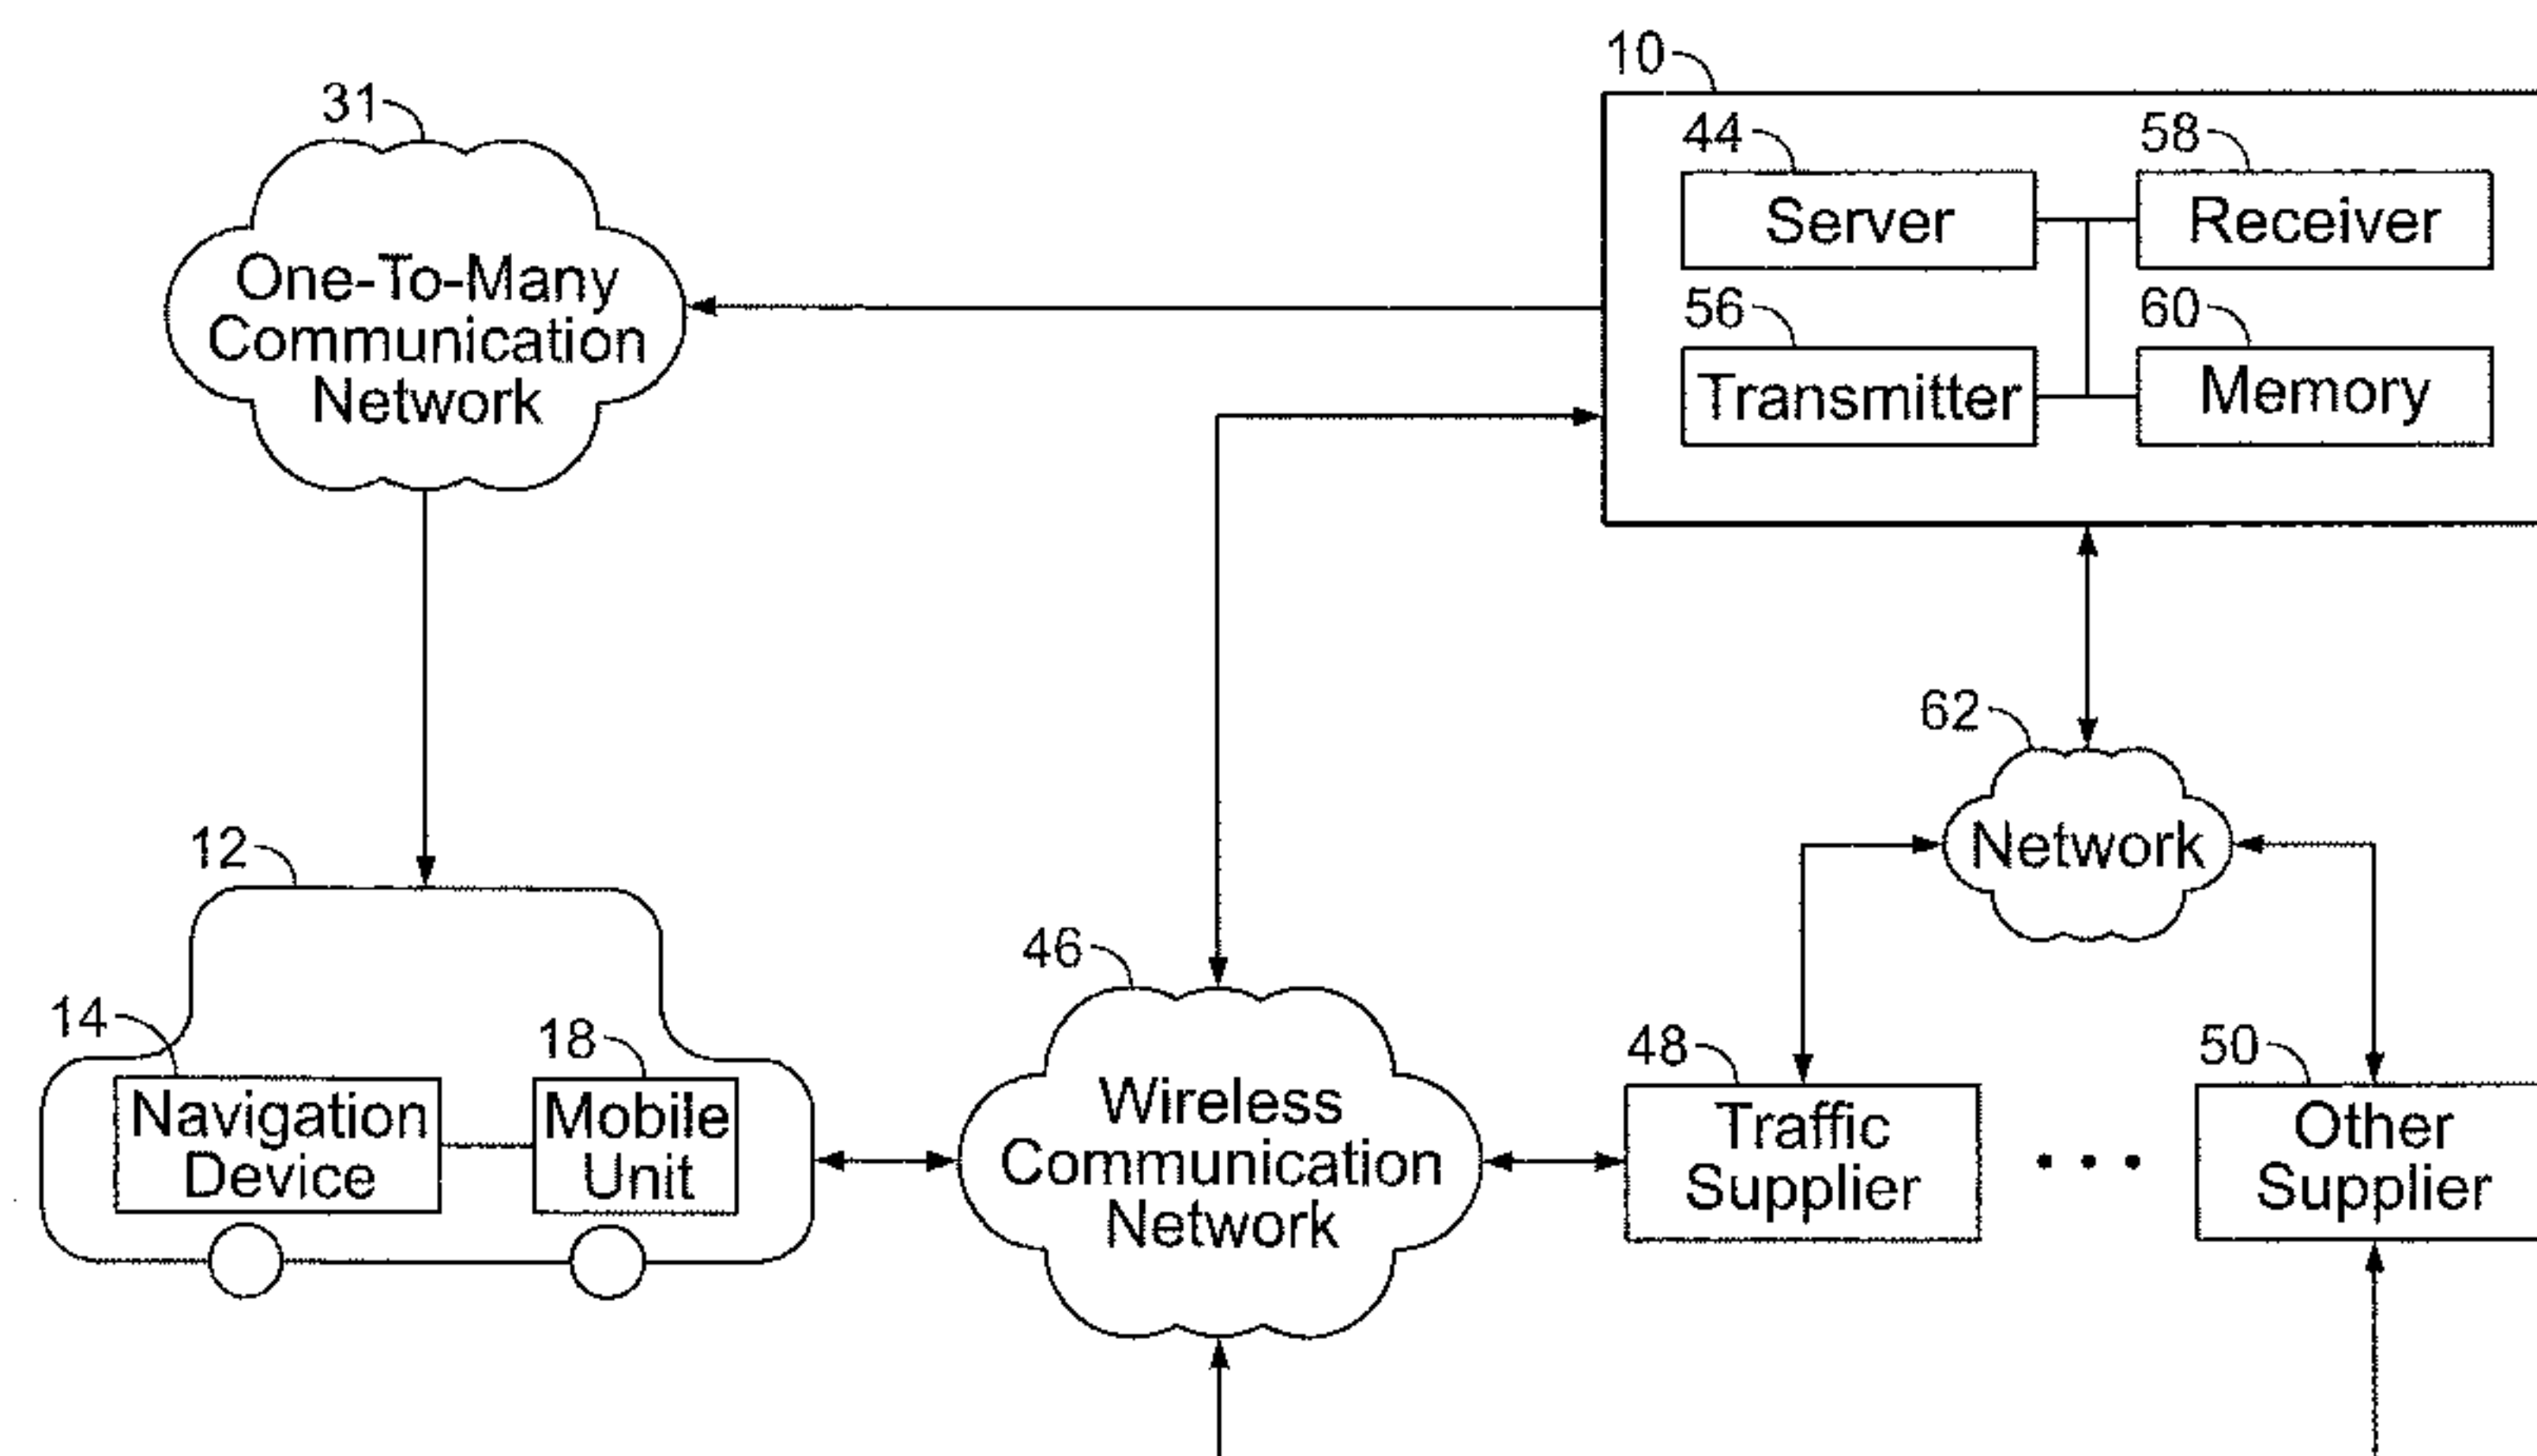 10
31
44
58
Server
Receiver
One-To-Many
Communication
Network
56
60
Transmitter
Memory
62
Network
12
46
14
18
48
50
Navigation
Device
Mobile
Unit
Wireless
Communication
Network
Traffic
Supplier
Other
Supplier